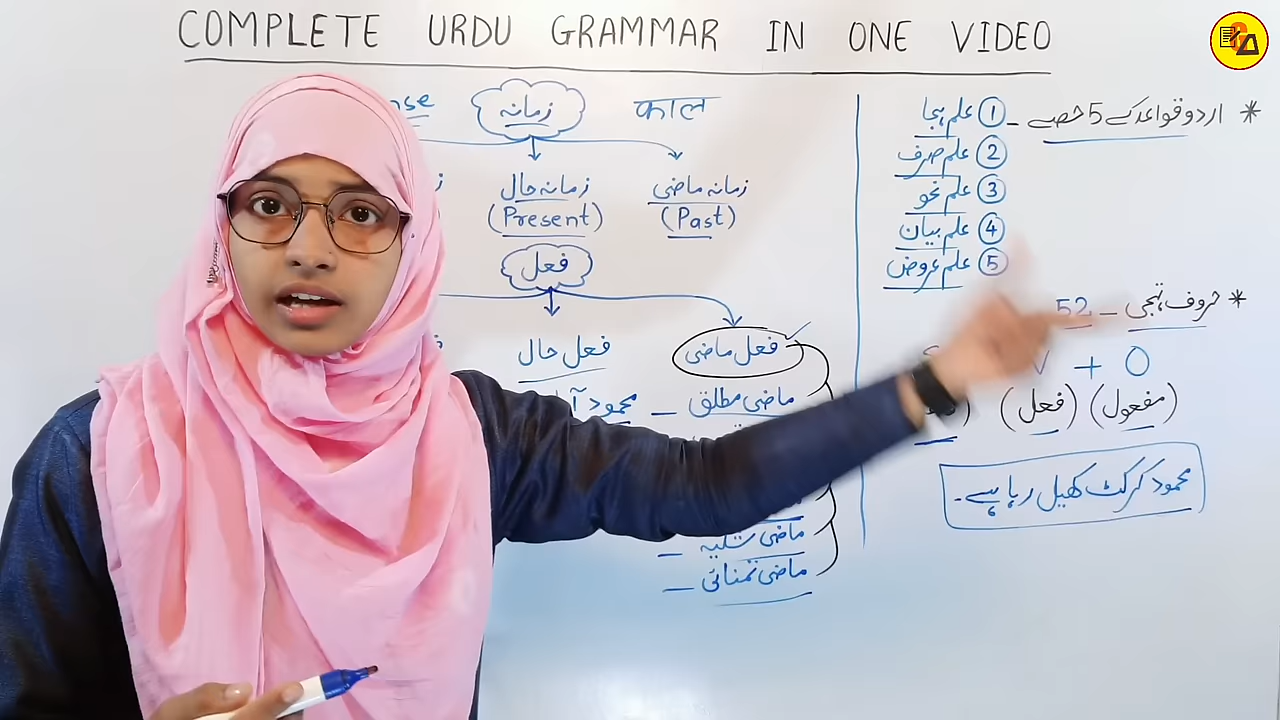 COMPLETE URDU GRAMMAR IN ONE VIDEO
* اردو قواعد کے 5 حصے -
① علم ہجا
② علم صرف
③ علم نحو
④ علم بیان
⑤ علم عروض
* حروف تہجی - 52
+ O
(مفعول) (فعل)
محمود کرکٹ کھیل رہا ہے۔
زمانہ काल
زمانہ ماضی
(Past)
زمانہ حال
(Present)
فعل
فعل ماضی
فعل حال
ماضی مطلق -
محمود
ماضی شکیہ -
ماضی تمنائی -